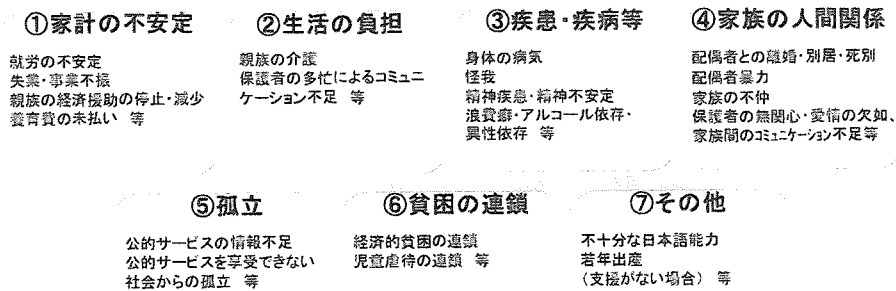 ①家計の不安定
就労の不安定
失業・事業不振
親族の経済援助の停止・減少
養育費の未払い 等
②生活の負担
親族の介護
保護者の多忙によるコミュニ
ケーション不足 等
③疾患・疾病等
身体の病気
怪我
精神疾患・精神不安定
浪費癖・アルコール依存・
異性依存 等
④家族の人間関係
配偶者との離婚・別居・死別
配偶者暴力
家族の不仲
保護者の無関心・愛情の欠如、
家族間のコミュニケーション不足等
⑤孤立
公的サービスの情報不足
公的サービスを享受できない
社会からの孤立 等
⑥貧困の連鎖
経済的貧困の連鎖
児童虐待の連鎖 等
⑦その他
不十分な日本語能力
若年出産
(支援がない場合) 等